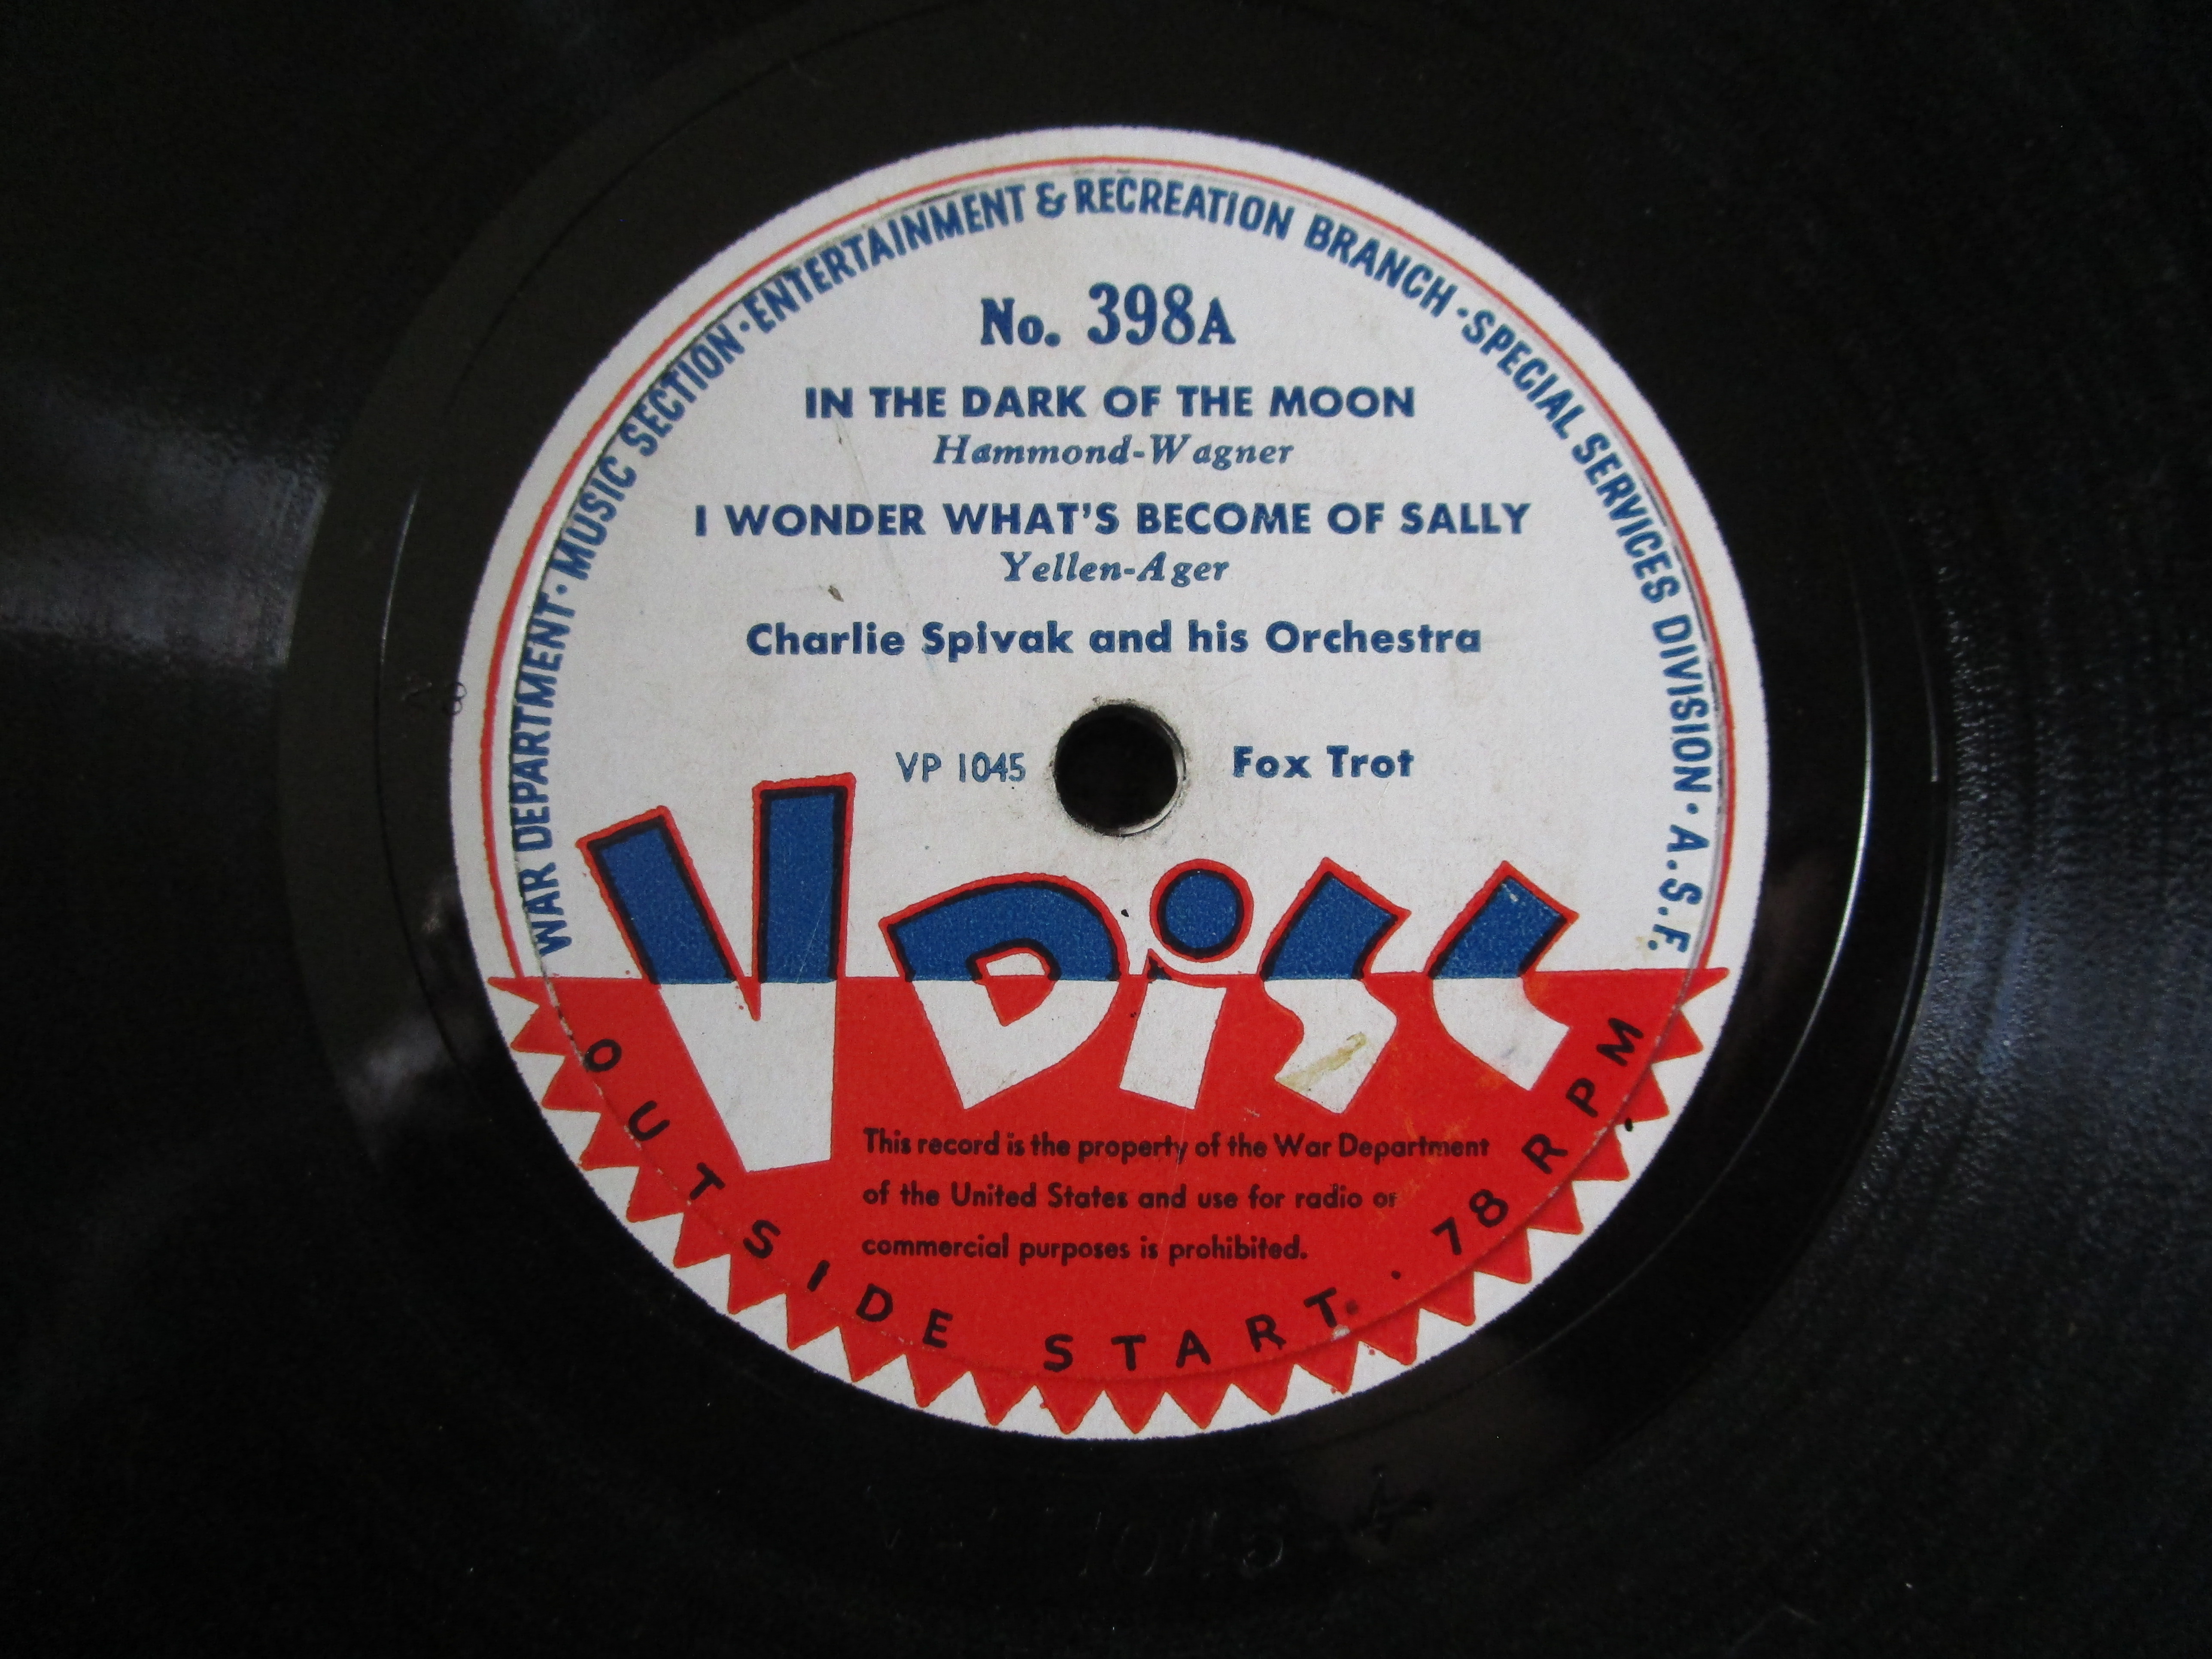 WAR DEPARTMENT · MUSIC SECTION · ENTERTAINMENT & RECREATION BRANCH · SPECIAL SERVICES DIVISION · A.S.F.
No. 398A
IN THE DARK OF THE MOON
Hammond-Wagner
I WONDER WHAT'S BECOME OF SALLY
Yellen-Ager
Charlie Spivak and his Orchestra
VP 1045 Fox Trot
V Disc
This record is the property of the War Department
of the United States and use for radio or
commercial purposes is prohibited.
OUTSIDE START. 78 RPM